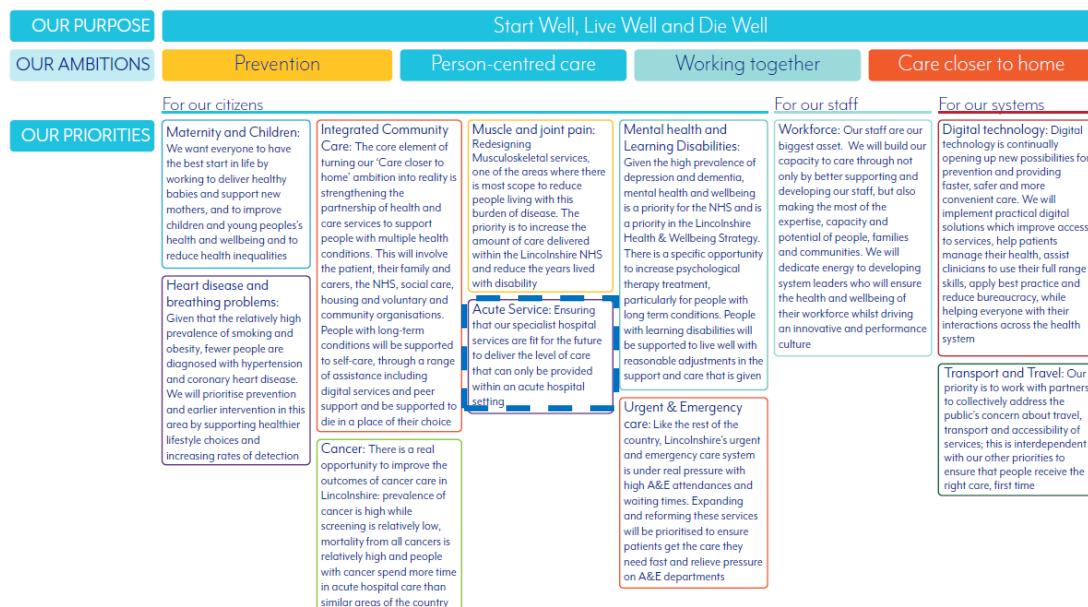 OUR PURPOSE
Start Well, Live Well and Die Well
OUR AMBITIONS
Prevention
Person-centred care
Working together
Care closer to home
For our citizens
For our staff
For our systems
OUR PRIORITIES
Maternity and Children:
We want everyone to have
the best start in life by
working to deliver healthy
babies and support new
mothers, and to improve
children and young peoples's
health and wellbeing and to
reduce health inequalities
Heart disease and
breathing problems:
Given that the relatively high
prevalence of smoking and
obesity, fewer people are
diagnosed with hypertension
and coronary heart disease.
We will prioritise prevention
and earlier intervention in this
area by supporting healthier
lifestyle choices and
increasing rates of detection
Integrated Community
Care: The core element of
turning our 'Care closer to
home' ambition into reality is
strengthening the
partnership of health and
care services to support
people with multiple health
conditions. This will involve
the patient, their family and
carers, the NHS, social care,
housing and voluntary and
community organisations.
People with long-term
conditions will be supported
to self-care, through a range
of assistance including
digital services and peer
support and be supported to
die in a place of their choice
Cancer: There is a real
opportunity to improve the
outcomes of cancer care in
Lincolnshire: prevalence of
cancer is high while
screening is relatively low,
mortality from all cancers is
relatively high and people
with cancer spend more time
in acute hospital care than
similar areas of the country
Muscle and joint pain:
Redesigning
Musculoskeletal services,
one of the areas where there
is most scope to reduce
people living with this
burden of disease. The
priority is to increase the
amount of care delivered
within the Lincolnshire NHS
and reduce the years lived
with disability
Acute Service: Ensuring
that our specialist hospital
services are fit for the future
to deliver the level of care
that can only be provided
within an acute hospital
setting
Mental health and
Learning Disabilities:
Given the high prevalence of
depression and dementia,
mental health and wellbeing
is a priority for the NHS and is
a priority in the Lincolnshire
Health & Wellbeing Strategy.
There is a specific opportunity
to increase psychological
therapy treatment,
particularly for people with
long term conditions. People
with learning disabilities will
be supported to live well with
reasonable adjustments in the
support and care that is given
Urgent & Emergency
care: Like the rest of the
country, Lincolnshire's urgent
and emergency care system
is under real pressure with
high A&E attendances and
waiting times. Expanding
and reforming these services
will be prioritised to ensure
patients get the care they
need fast and relieve pressure
on A&E departments
Workforce: Our staff are our
biggest asset. We will build our
capacity to care through not
only by better supporting and
developing our staff, but also
making the most of the
expertise, capacity and
potential of people, families
and communities. We will
dedicate energy to developing
system leaders who will ensure
the health and wellbeing of
their workforce whilst driving
an innovative and performance
culture
Digital technology: Digital
technology is continually
opening up new possibilities for
prevention and providing
faster, safer and more
convenient care. We will
implement practical digital
solutions which improve access
to services, help patients
manage their health, assist
clinicians to use their full range
skills, apply best practice and
reduce bureaucracy, while
helping everyone with their
interactions across the health
system
Transport and Travel: Our
priority is to work with partners
to collectively address the
public's concern about travel,
transport and accessibility of
services; this is interdependent
with our other priorities to
ensure that people receive the
right care, first time